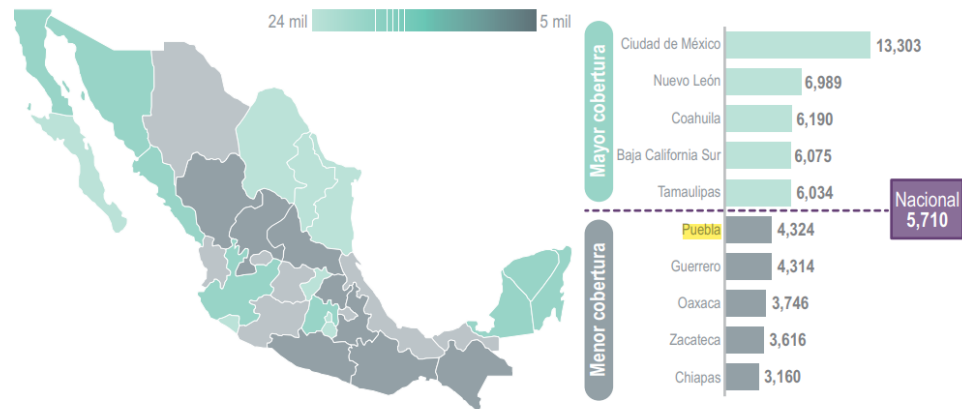 24 mil
5 mil
Mayor cobertura
Ciudad de México 13,303
Nuevo León 6,989
Coahuila 6,190
Baja California Sur 6,075
Tamaulipas 6,034
Nacional
5,710
Menor cobertura
Puebla 4,324
Guerrero 4,314
Oaxaca 3,746
Zacateca 3,616
Chiapas 3,160